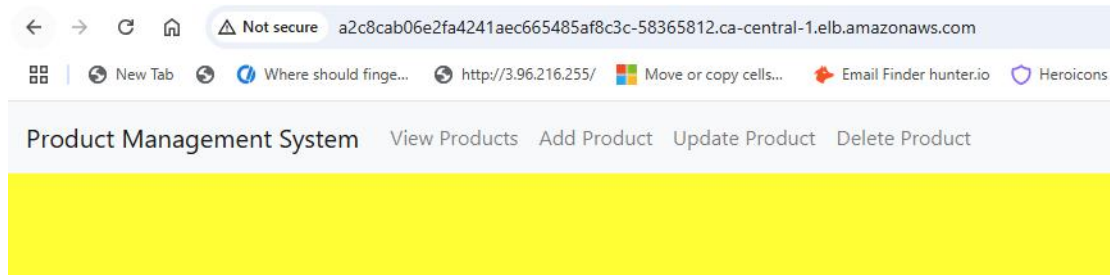 Not secure a2c8cab06e2fa4241aec665485af8c3c-58365812.ca-central-1.elb.amazonaws.com
New Tab Where should finge... http://3.96.216.255/ Move or copy cells... Email Finder hunter.io Heroicons
Product Management System View Products Add Product Update Product Delete Product